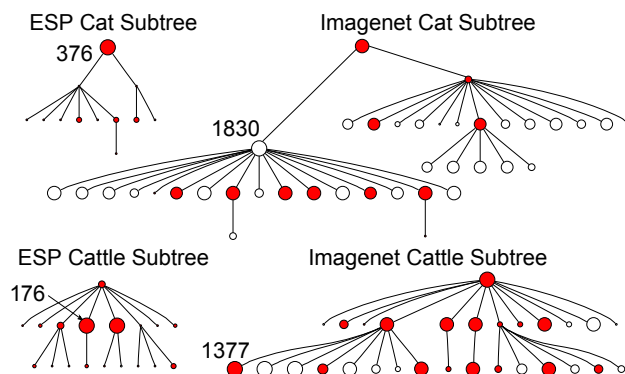 ESP Cat Subtree
Imagenet Cat Subtree
376
1830
ESP Cattle Subtree
Imagenet Cattle Subtree
176
1377